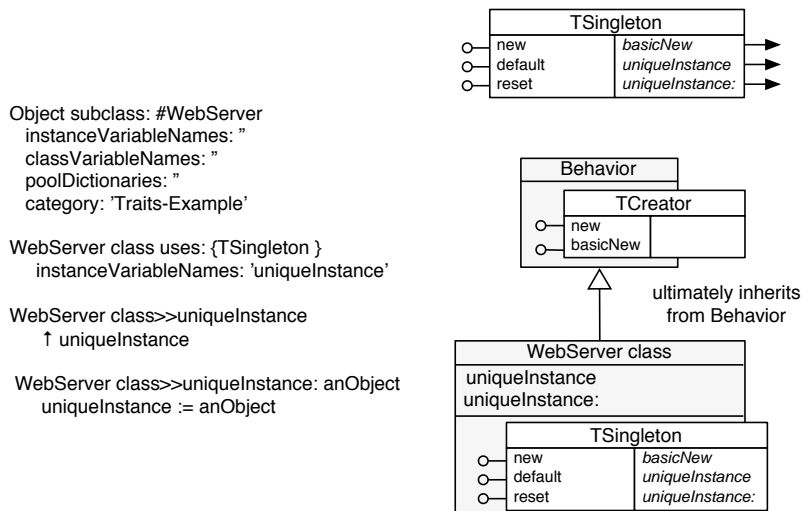 Object subclass: #WebServer
instanceVariableNames: ”
classVariableNames: ”
poolDictionaries: ”
category: ’Traits-Example’
WebServer class uses: {TSingleton }
instanceVariableNames: ’uniqueInstance’
WebServer class>>uniqueInstance
↑ uniqueInstance
WebServer class>>uniqueInstance: anObject
uniqueInstance := anObject
TSingleton
new basicNew
default uniqueInstance
reset uniqueInstance:
Behavior
TCreator
new
basicNew
ultimately inherits
from Behavior
WebServer class
uniqueInstance
uniqueInstance:
TSingleton
new basicNew
default uniqueInstance
reset uniqueInstance: